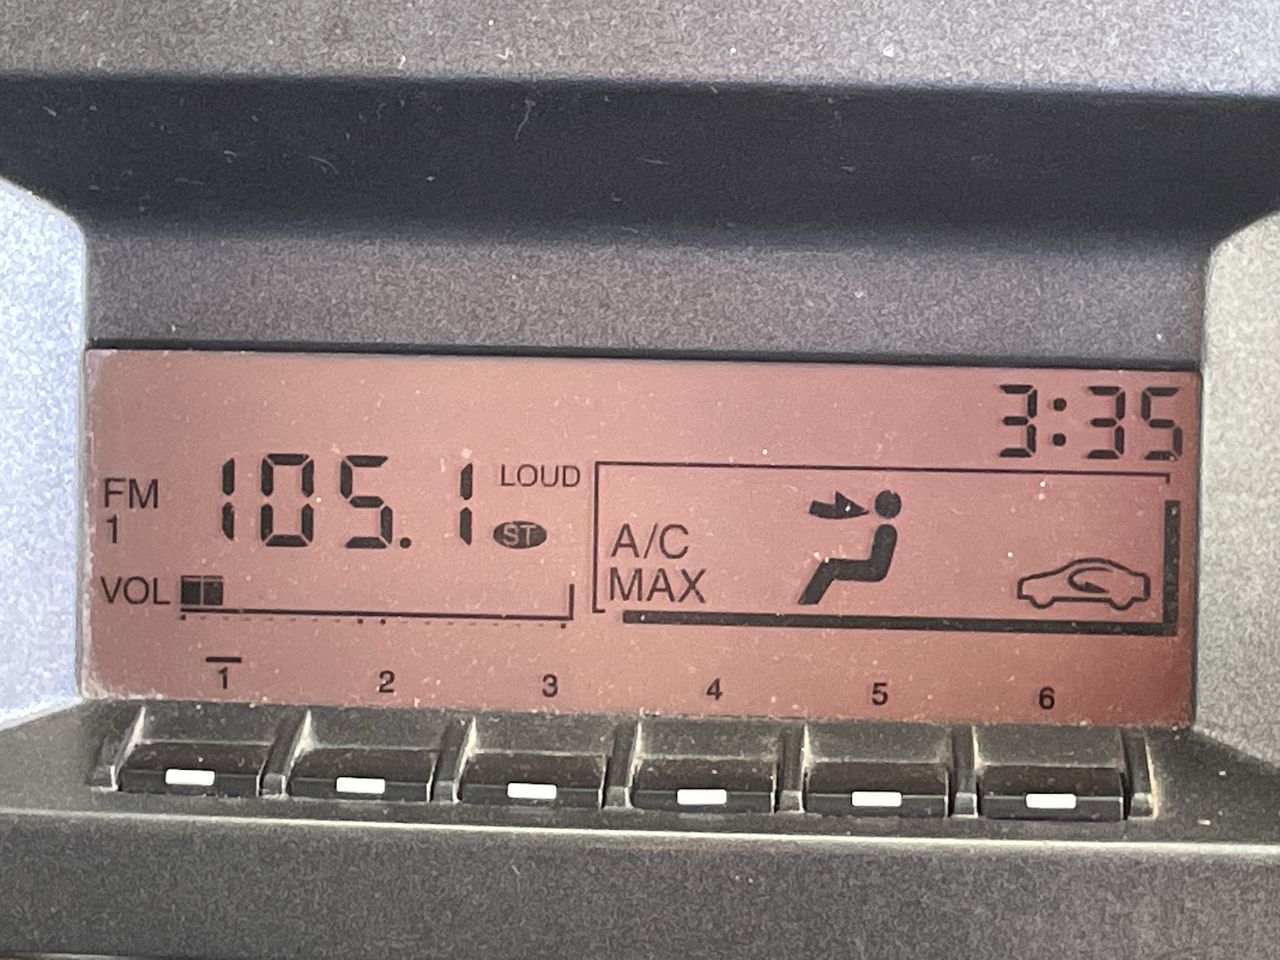 3:35
FM 105.1 LOUD
1 ST
A/C
MAX
VOL
1 2 3 4 5 6